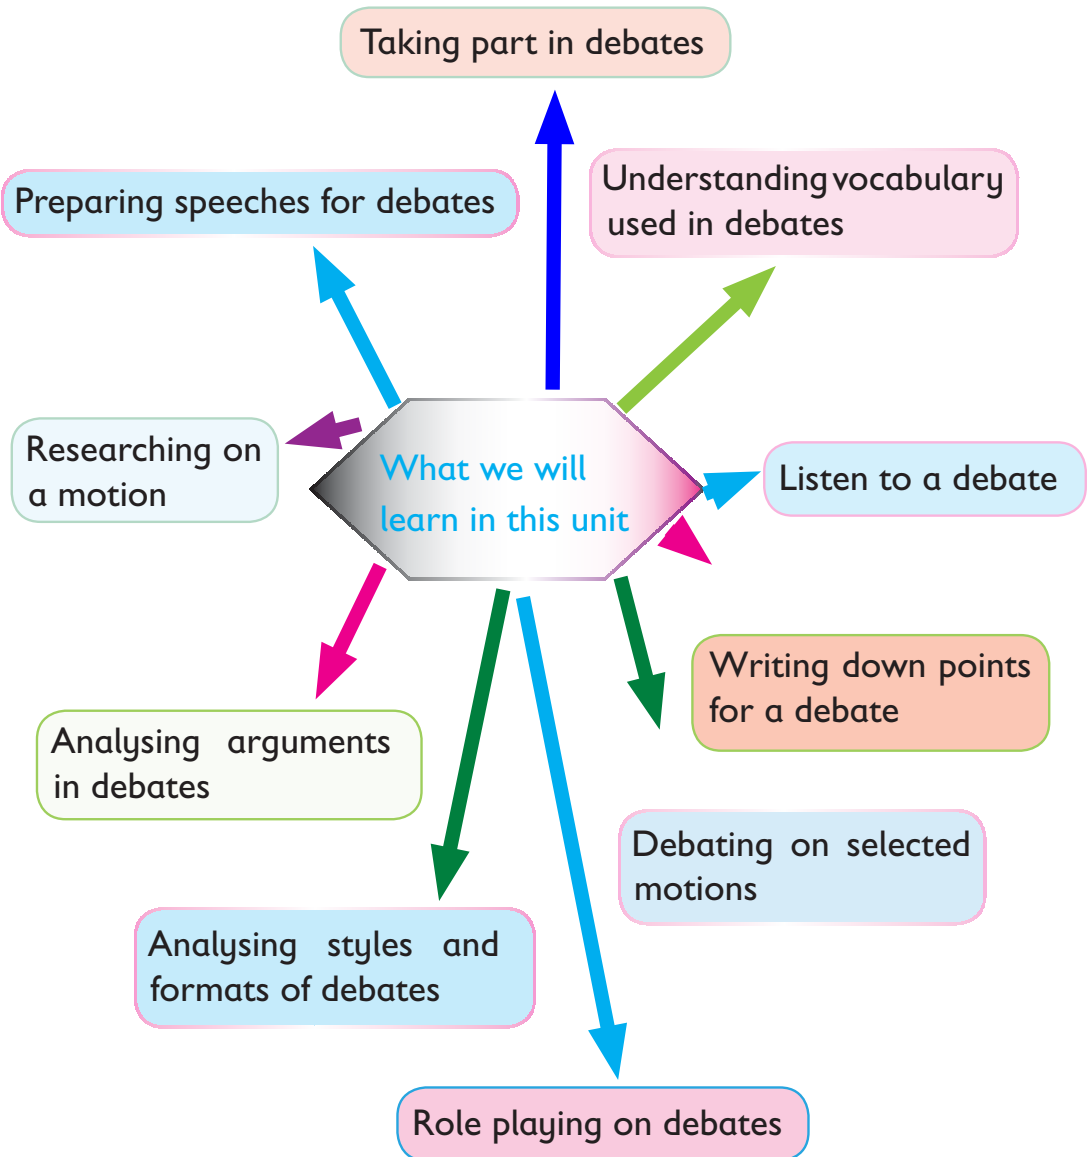 Taking part in debates
Understanding vocabulary
used in debates
Preparing speeches for debates
Researching on
a motion
What we will
learn in this unit
Listen to a debate
Writing down points
for a debate
Analysing arguments
in debates
Debating on selected
motions
Analysing styles and
formats of debates
Role playing on debates